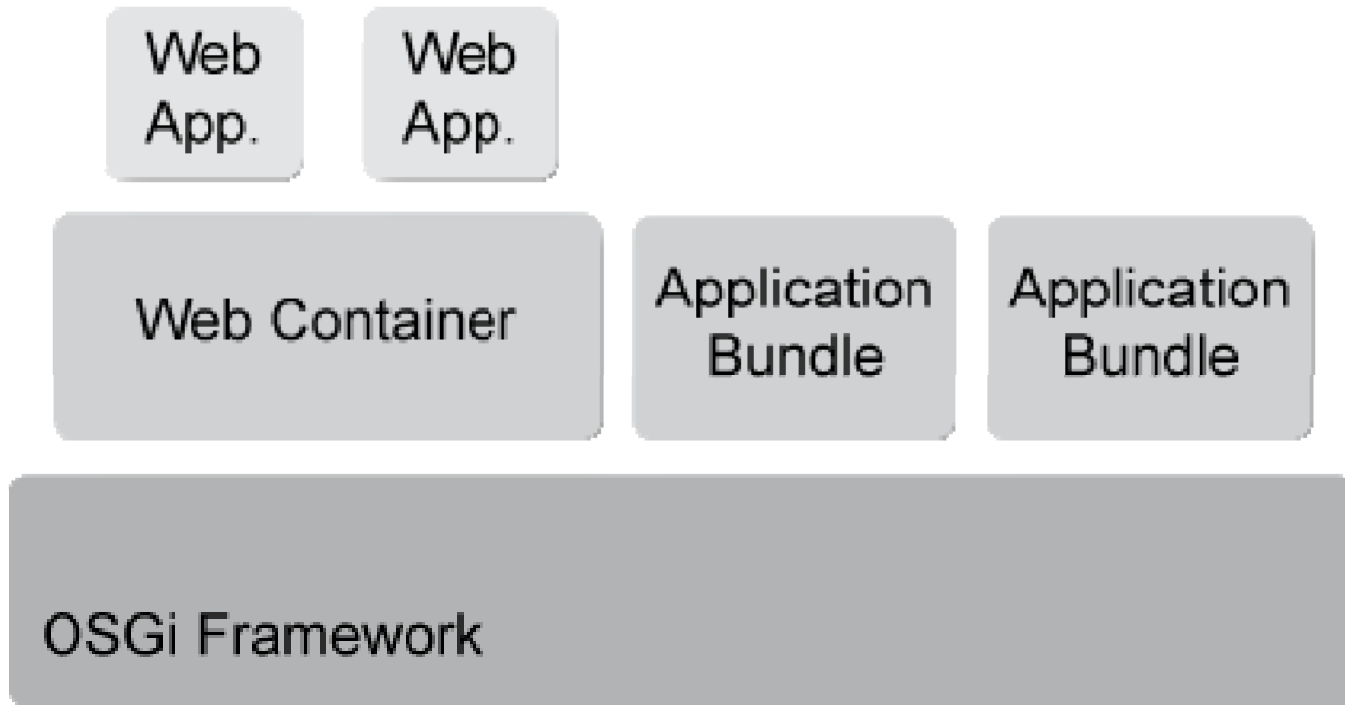 Web
App.
Web
App.
Web Container
Application
Bundle
Application
Bundle
OSGi Framework